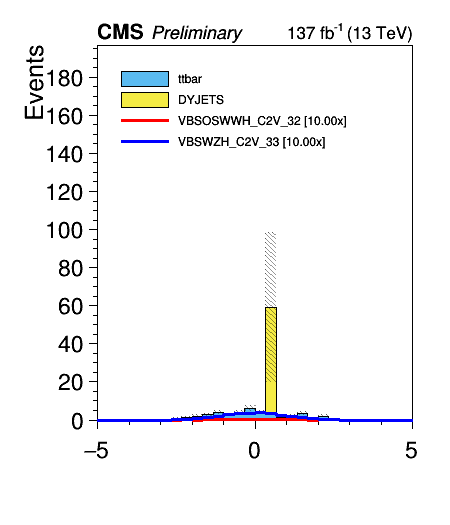 CMS Preliminary 137 fb⁻¹ (13 TeV)
Events
ttbar
DYJETS
VBSOSWWH_C2V_32 [10.00x]
VBSWZH_C2V_33 [10.00x]
180
160
140
120
100
80
60
40
20
0
−5 0 5